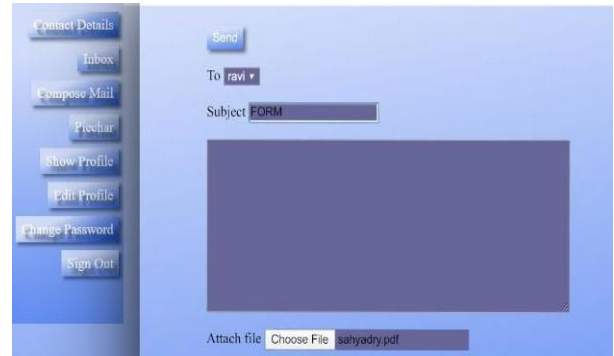 Contact Details
Inbox
Compose Mail
Piechar
Show Profile
Edit Profile
Change Password
Sign Out
Send
To ravi
Subject FORM
Attach file Choose File sahyadry.pdf